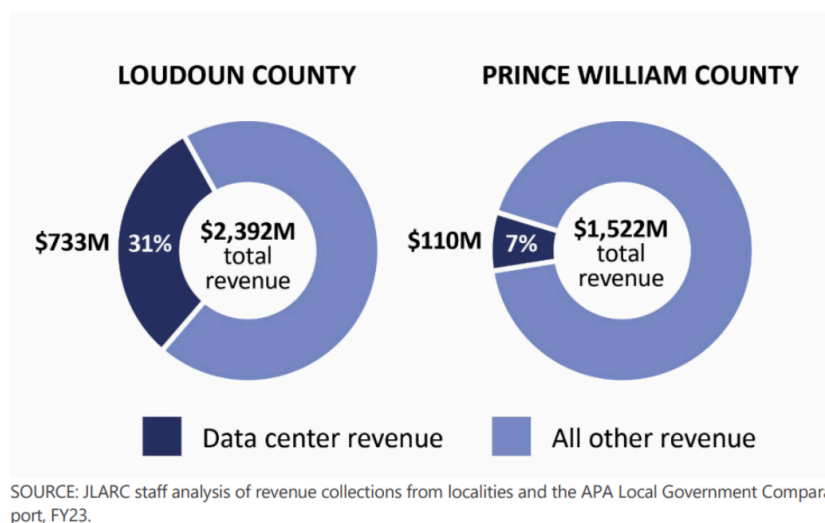 LOUDOUN COUNTY
PRINCE WILLIAM COUNTY
$733M
31%
$2,392M
total
revenue
$110M
7%
$1,522M
total
revenue
Data center revenue
All other revenue
SOURCE: JLARC staff analysis of revenue collections from localities and the APA Local Government Compara
port, FY23.